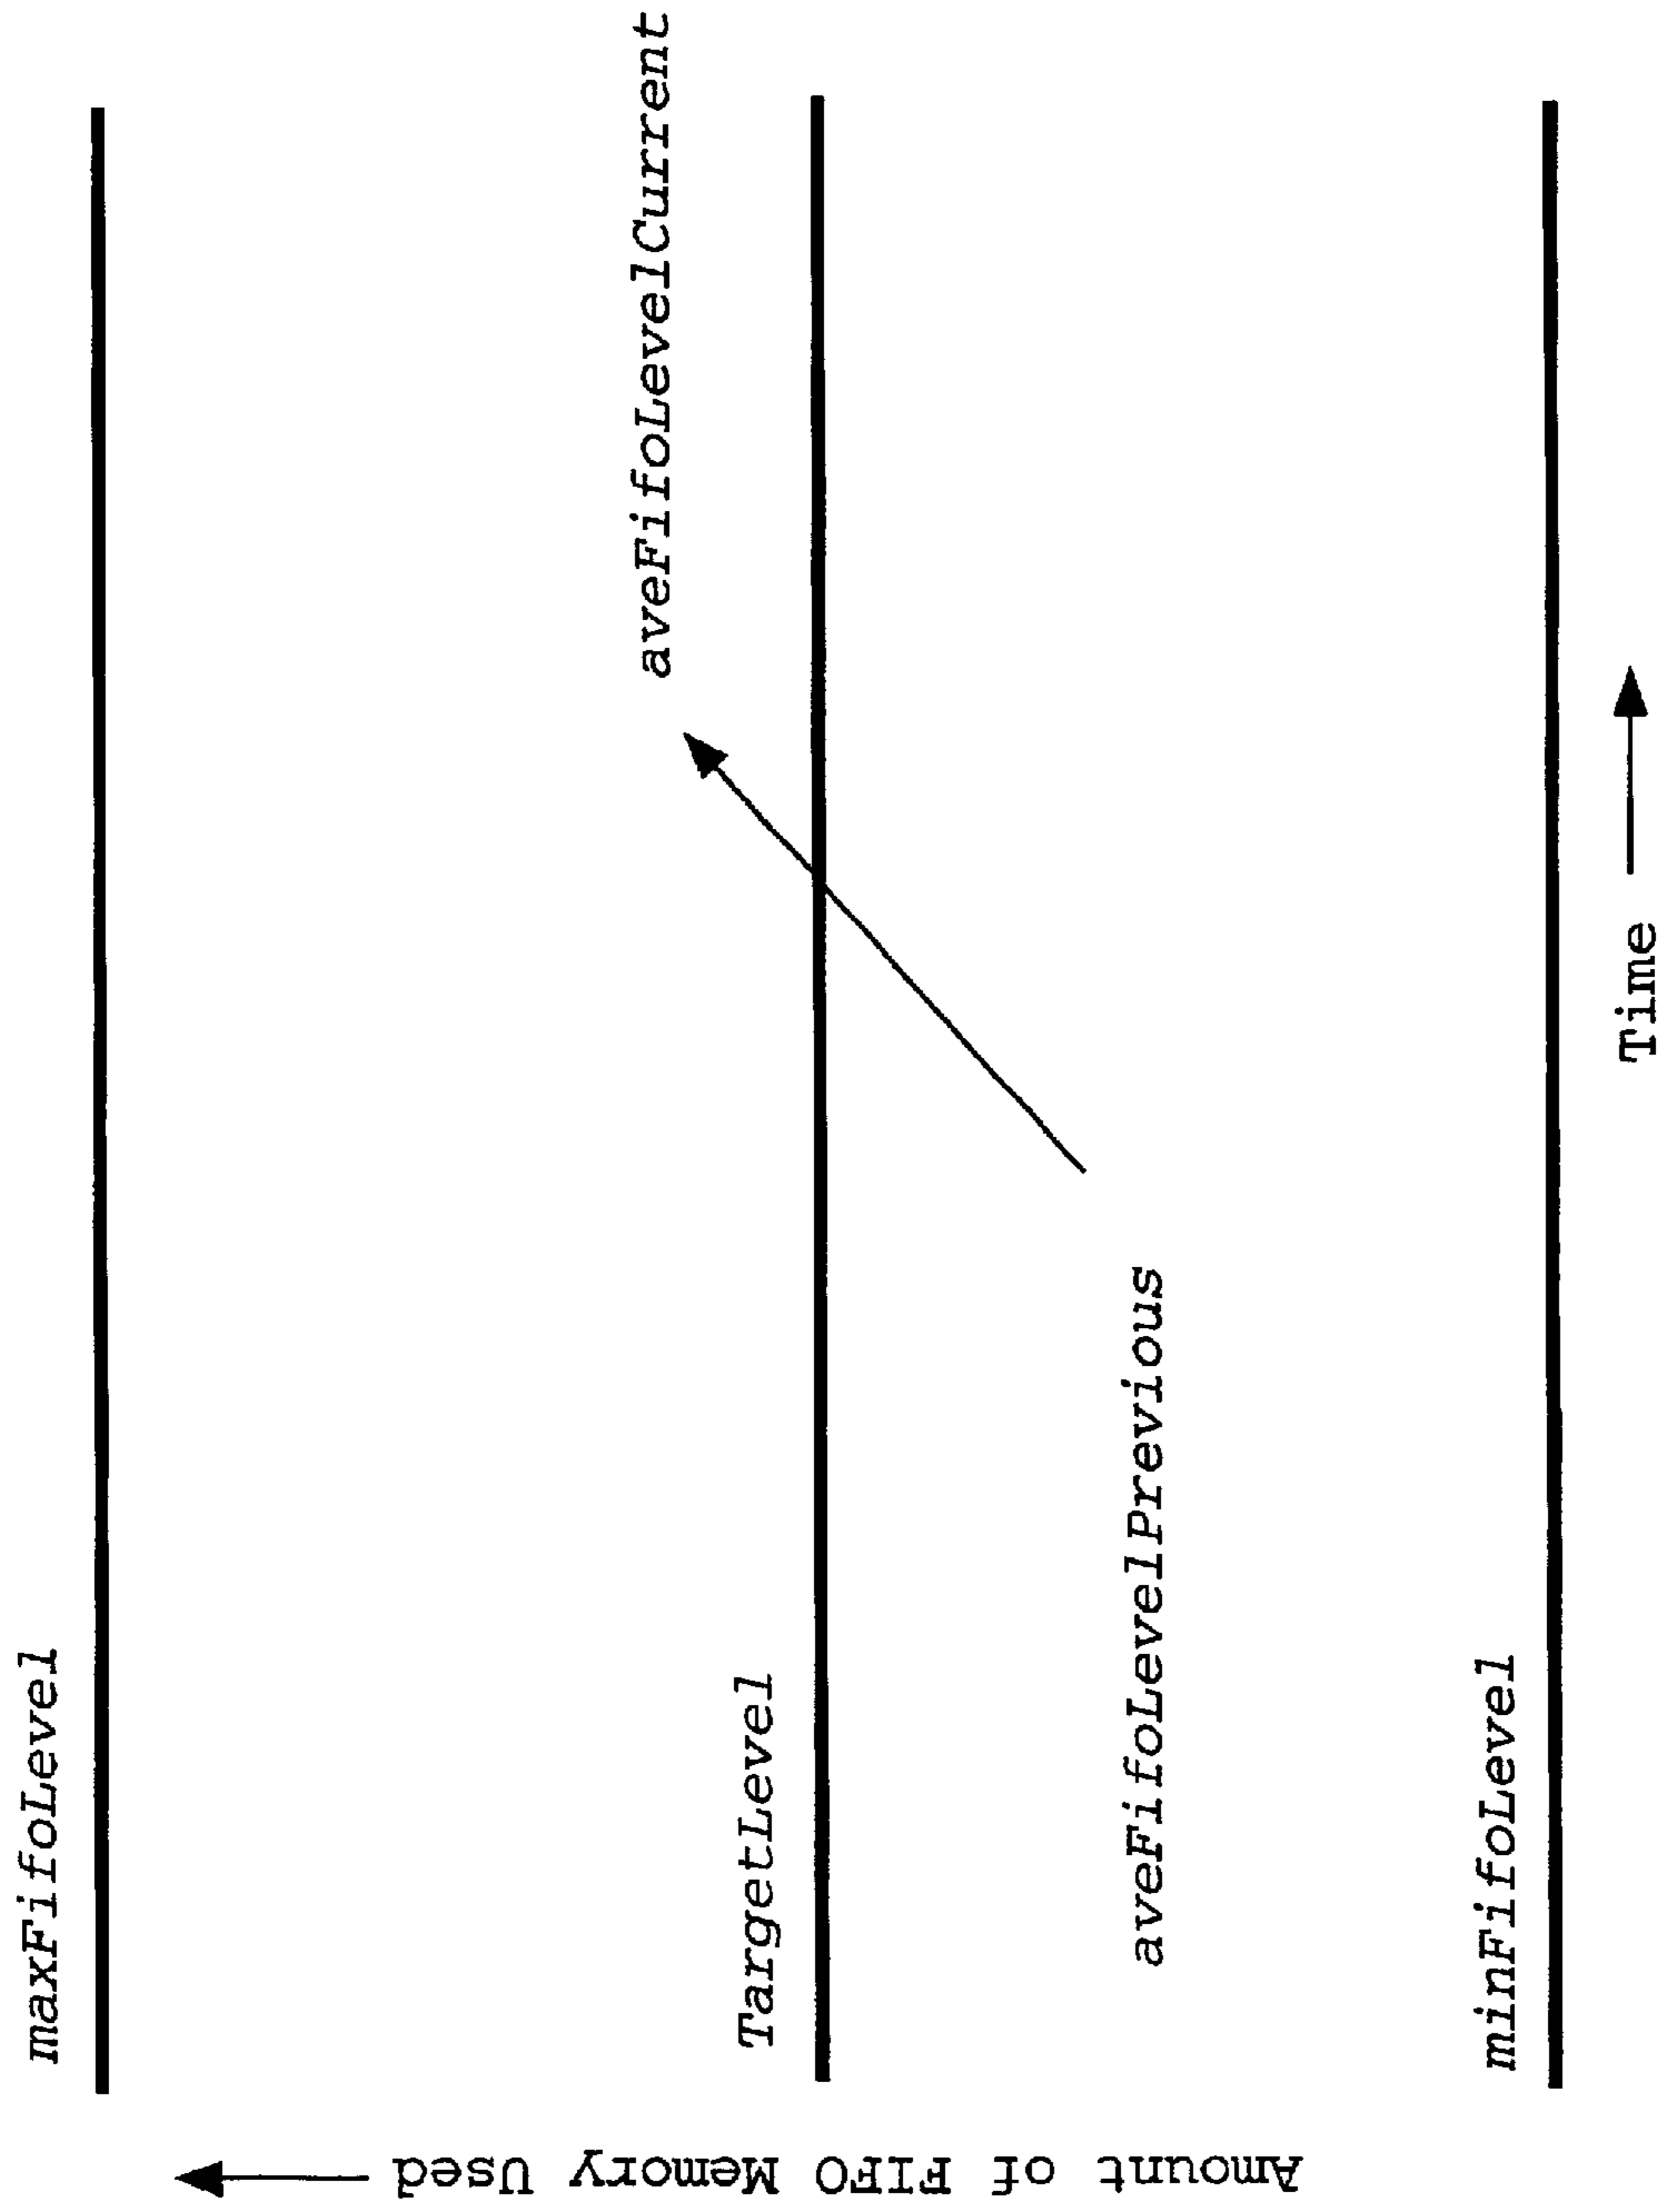 maxFifoLevel
aveFifoLevelCurrent
TargetLevel
aveFifoLevelPrevious
minFifoLevel
Time
Amount of FIFO Memory Used